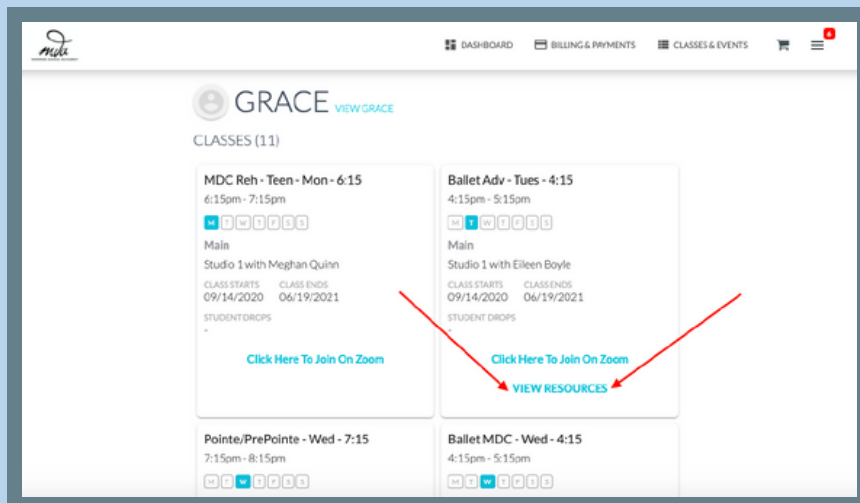 mda
DASHBOARD BILLING & PAYMENTS CLASSES & EVENTS
GRACE VIEW GRACE
CLASSES (11)
MDC Reh - Teen - Mon - 6:15
6:15pm - 7:15pm
M T W T F S S
Main
Studio 1 with Meghan Quinn
CLASS STARTS CLASS ENDS
09/14/2020 06/19/2021
STUDENT DROPS
-
Click Here To Join On Zoom
Ballet Adv - Tues - 4:15
4:15pm - 5:15pm
M T W T F S S
Main
Studio 1 with Eileen Boyle
CLASS STARTS CLASS ENDS
09/14/2020 06/19/2021
STUDENT DROPS
-
Click Here To Join On Zoom
VIEW RESOURCES
Pointe/PrePointe - Wed - 7:15
7:15pm - 8:15pm
M T W T F S S
Ballet MDC - Wed - 4:15
4:15pm - 5:15pm
M T W T F S S